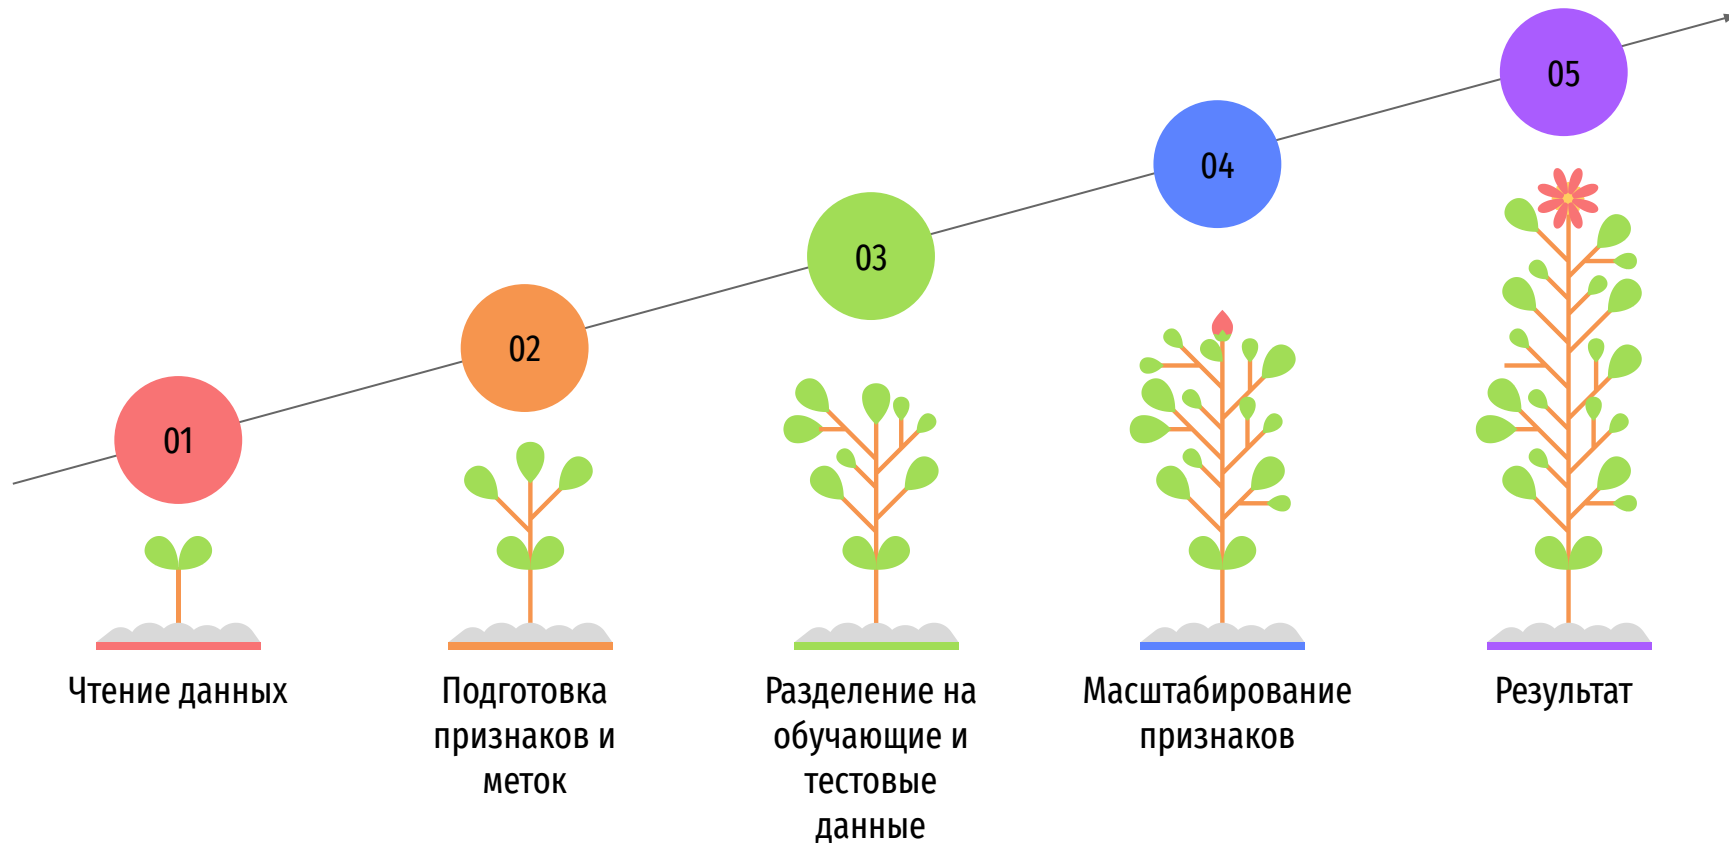 05
04
03
02
01
Чтение данных
Подготовка
признаков и
меток
Разделение на
обучающие и
тестовые
данные
Масштабирование
признаков
Результат